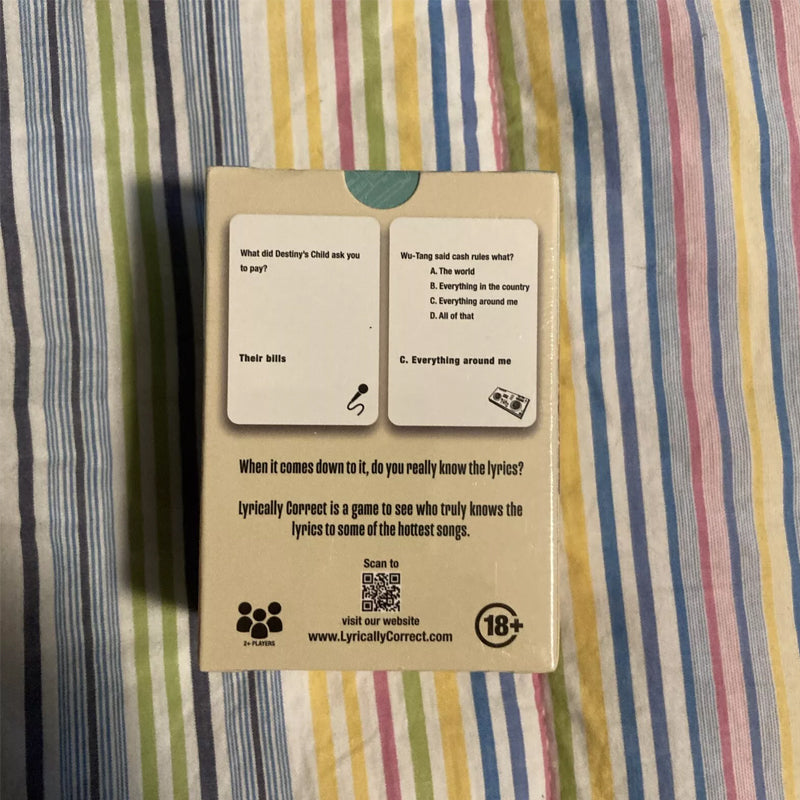 What did Destiny's Child ask you
to pay?
Their bills
Wu-Tang said cash rules what?
A. The world
B. Everything in the country
C. Everything around me
D. All of that
C. Everything around me
When it comes down to it, do you really know the lyrics?
Lyrically Correct is a game to see who truly knows the
lyrics to some of the hottest songs.
Scan to
visit our website
www.LyricallyCorrect.com
2+ PLAYERS
18+